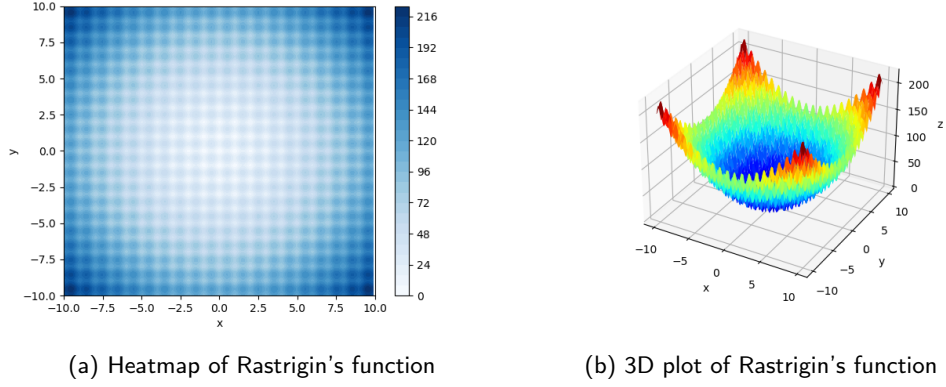 10.0
7.5
5.0
2.5
0.0
−2.5
−5.0
−7.5
−10.0
y
−10.0 −7.5 −5.0 −2.5 0.0 2.5 5.0 7.5 10.0
x
216
192
168
144
120
96
72
48
24
0
200
150
100
50
0
z
−10 −5 0 5 10
x
−10 −5 0 5 10
y
(a) Heatmap of Rastrigin's function
(b) 3D plot of Rastrigin's function